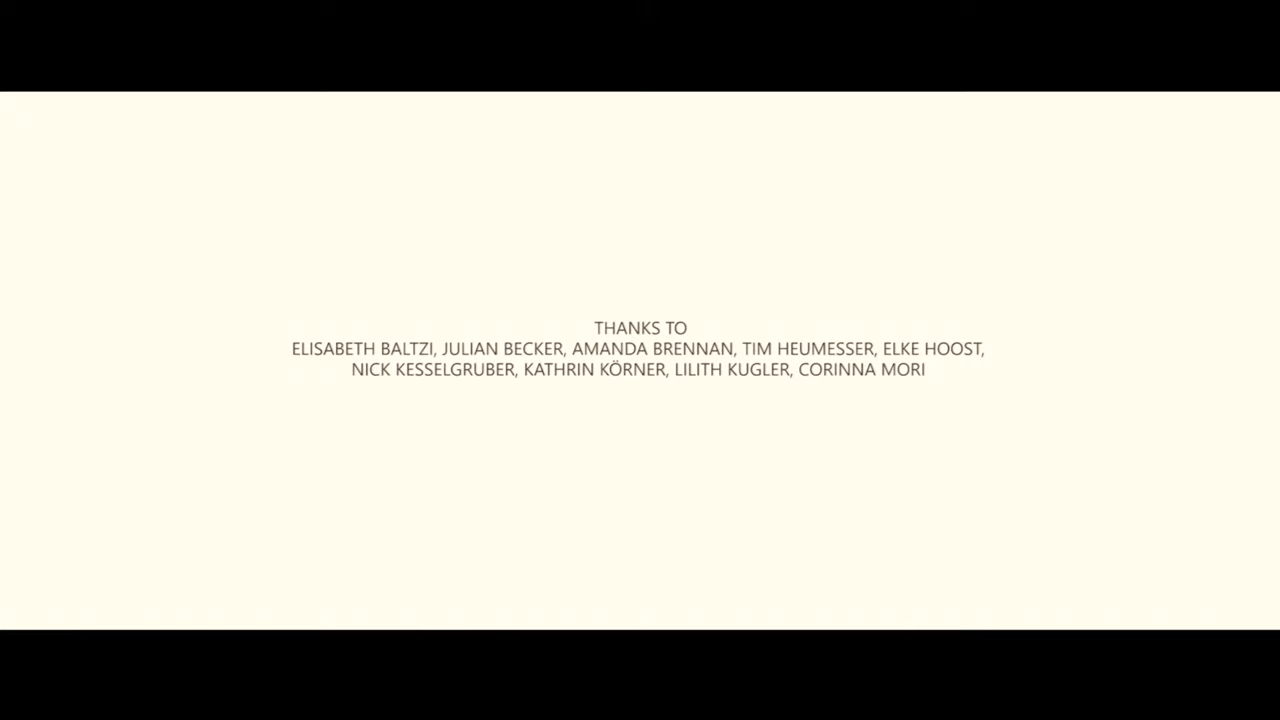 THANKS TO
ELISABETH BALTZI, JULIAN BECKER, AMANDA BRENNAN, TIM HEUMESSER, ELKE HOOST,
NICK KESSELGRUBER, KATHRIN KÖRNER, LILITH KUGLER, CORINNA MORI